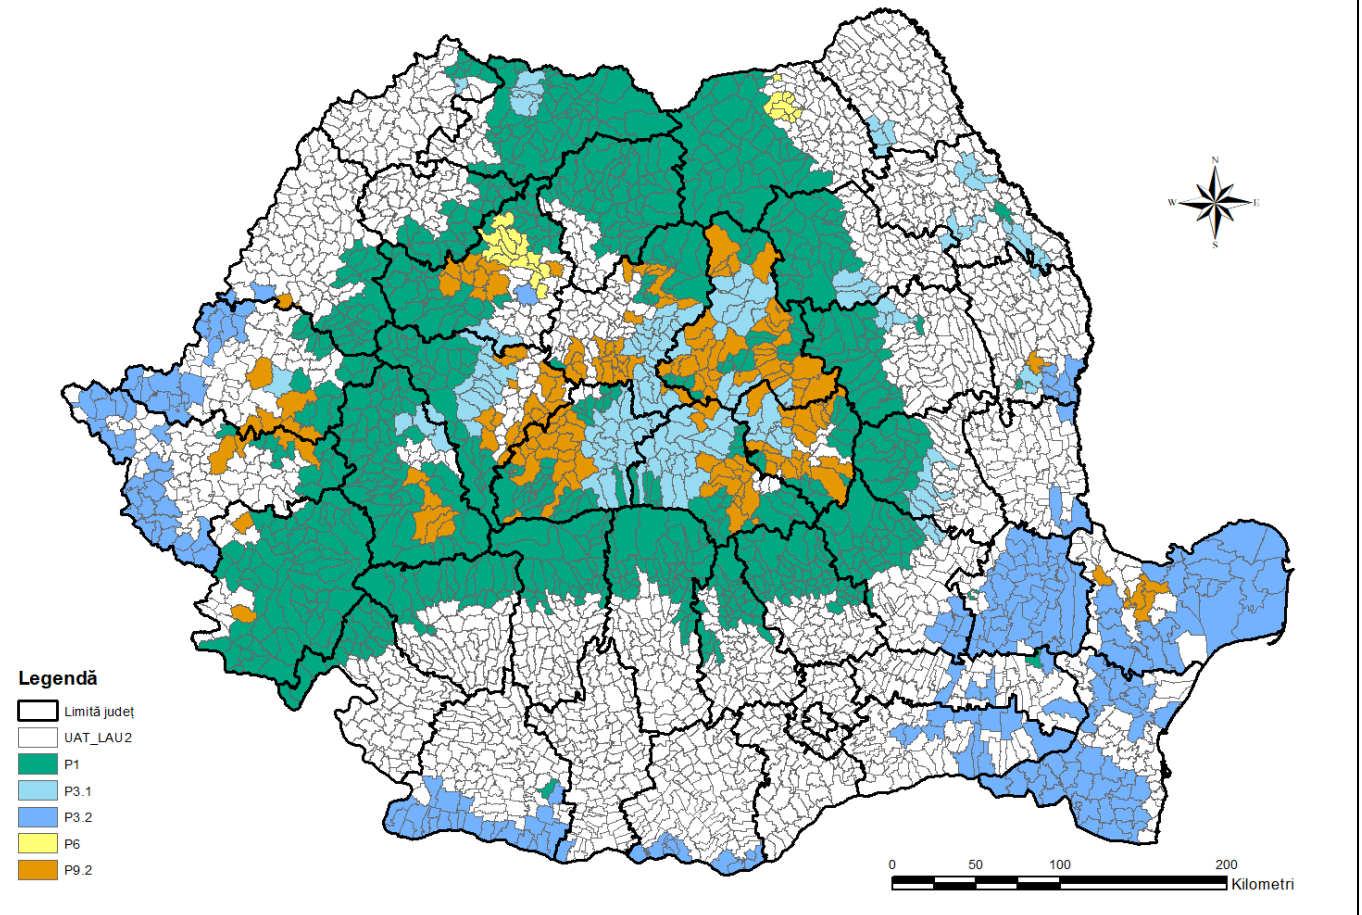 N
W E
S
Legendă
Limită județ
UAT_LAU2
P1
P3.1
P3.2
P6
P9.2
0 50 100 200
Kilometri